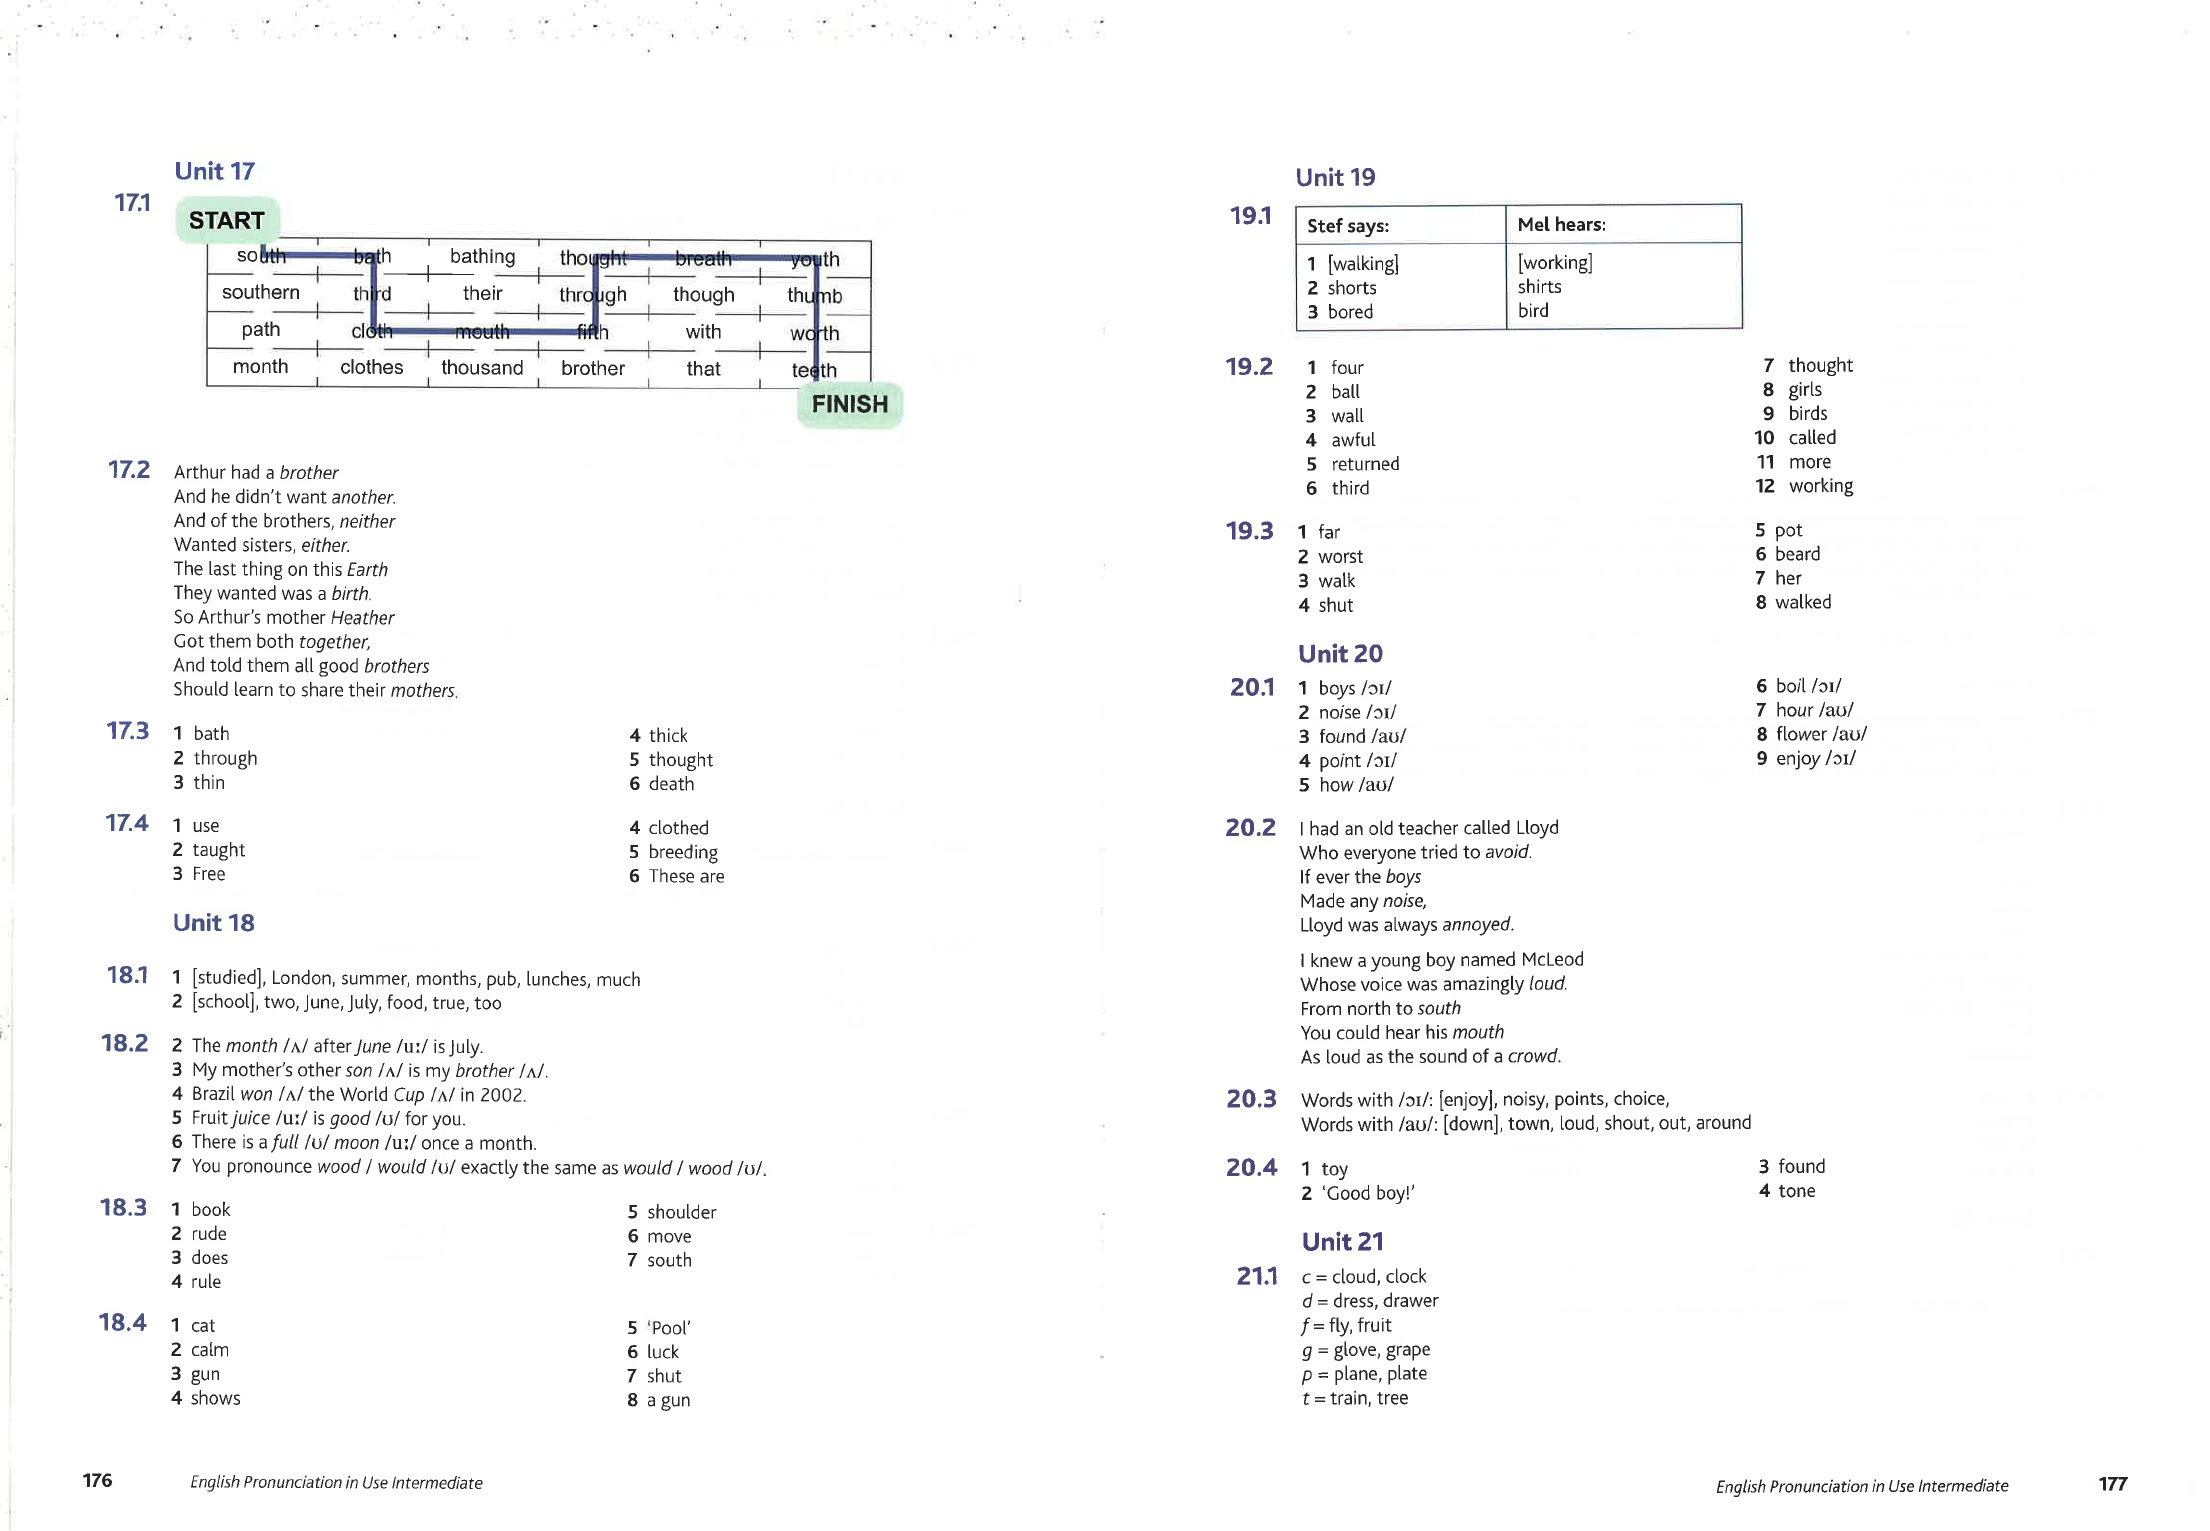 Unit 17
17.1
START
south bath bathing thought breath youth
southern third their through though thumb
path cloth mouth fifth with worth
month clothes thousand brother that teeth
FINISH
17.2 Arthur had a brother
And he didn't want another.
And of the brothers, neither
Wanted sisters, either.
The last thing on this Earth
They wanted was a birth.
So Arthur's mother Heather
Got them both together,
And told them all good brothers
Should learn to share their mothers.
17.3 1 bath 4 thick
2 through 5 thought
3 thin 6 death
17.4 1 use 4 clothed
2 taught 5 breeding
3 Free 6 These are
Unit 18
18.1 1 [studied], London, summer, months, pub, lunches, much
2 [school], two, June, July, food, true, too
18.2 2 The month /ʌ/ after June /uː/ is July.
3 My mother's other son /ʌ/ is my brother /ʌ/.
4 Brazil won /ʌ/ the World Cup /ʌ/ in 2002.
5 Fruit juice /uː/ is good /ʊ/ for you.
6 There is a full /ʊ/ moon /uː/ once a month.
7 You pronounce wood / would /ʊ/ exactly the same as would / wood /ʊ/.
18.3 1 book 5 shoulder
2 rude 6 move
3 does 7 south
4 rule
18.4 1 cat 5 'Pool'
2 calm 6 luck
3 gun 7 shut
4 shows 8 a gun
176 English Pronunciation in Use Intermediate
Unit 19
19.1 Stef says: Mel hears:
1 [walking] [working]
2 shorts shirts
3 bored bird
19.2 1 four 7 thought
2 ball 8 girls
3 wall 9 birds
4 awful 10 called
5 returned 11 more
6 third 12 working
19.3 1 far 5 pot
2 worst 6 beard
3 walk 7 her
4 shut 8 walked
Unit 20
20.1 1 boys /ɔɪ/ 6 boil /ɔɪ/
2 noise /ɔɪ/ 7 hour /aʊ/
3 found /aʊ/ 8 flower /aʊ/
4 point /ɔɪ/ 9 enjoy /ɔɪ/
5 how /aʊ/
20.2 I had an old teacher called Lloyd
Who everyone tried to avoid.
If ever the boys
Made any noise,
Lloyd was always annoyed.
I knew a young boy named McLeod
Whose voice was amazingly loud.
From north to south
You could hear his mouth
As loud as the sound of a crowd.
20.3 Words with /ɔɪ/: [enjoy], noisy, points, choice,
Words with /aʊ/: [down], town, loud, shout, out, around
20.4 1 toy 3 found
2 'Good boy!' 4 tone
Unit 21
21.1 c = cloud, clock
d = dress, drawer
f = fly, fruit
g = glove, grape
p = plane, plate
t = train, tree
English Pronunciation in Use Intermediate 177